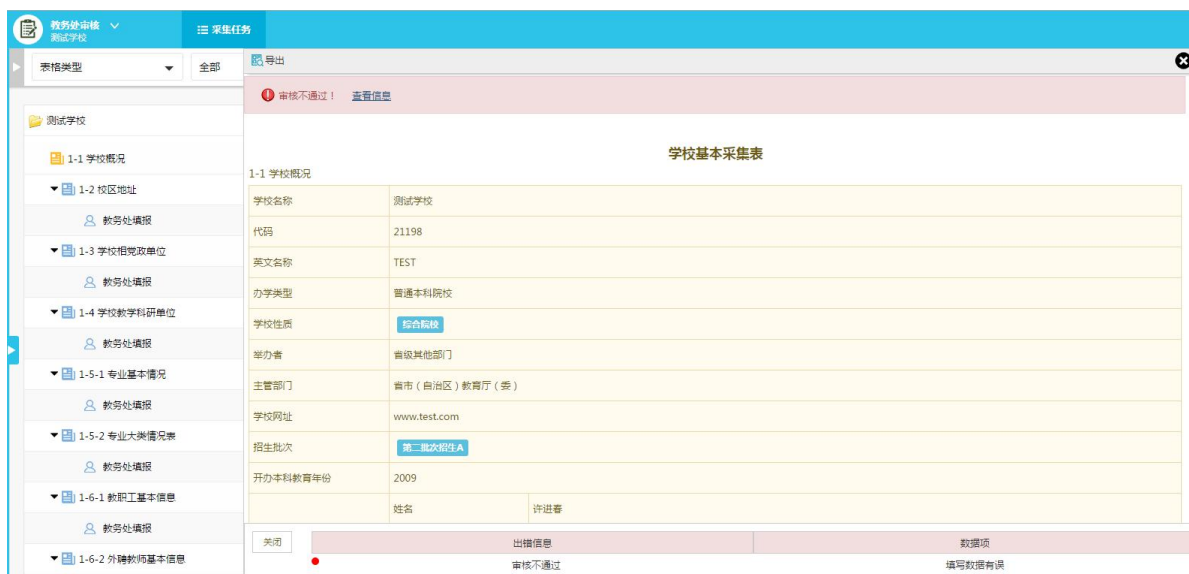 教务处审核
测试学校
采集任务
表格类型
全部
导出
审核不通过！ 查看信息
测试学校
1-1 学校概况
1-2 校区地址
教务处填报
1-3 学校相党政单位
教务处填报
1-4 学校教学科研单位
教务处填报
1-5-1 专业基本情况
教务处填报
1-5-2 专业大类情况表
教务处填报
1-6-1 教职工基本信息
教务处填报
1-6-2 外聘教师基本信息
学校基本采集表
1-1 学校概况
学校名称 测试学校
代码 21198
英文名称 TEST
办学类型 普通本科院校
学校性质 综合院校
举办者 省级其他部门
主管部门 省市（自治区）教育厅（委）
学校网址 www.test.com
招生批次 第二批次招生A
开办本科教育年份 2009
姓名 许进春
关闭 出错信息 数据项
审核不通过 填写数据有误